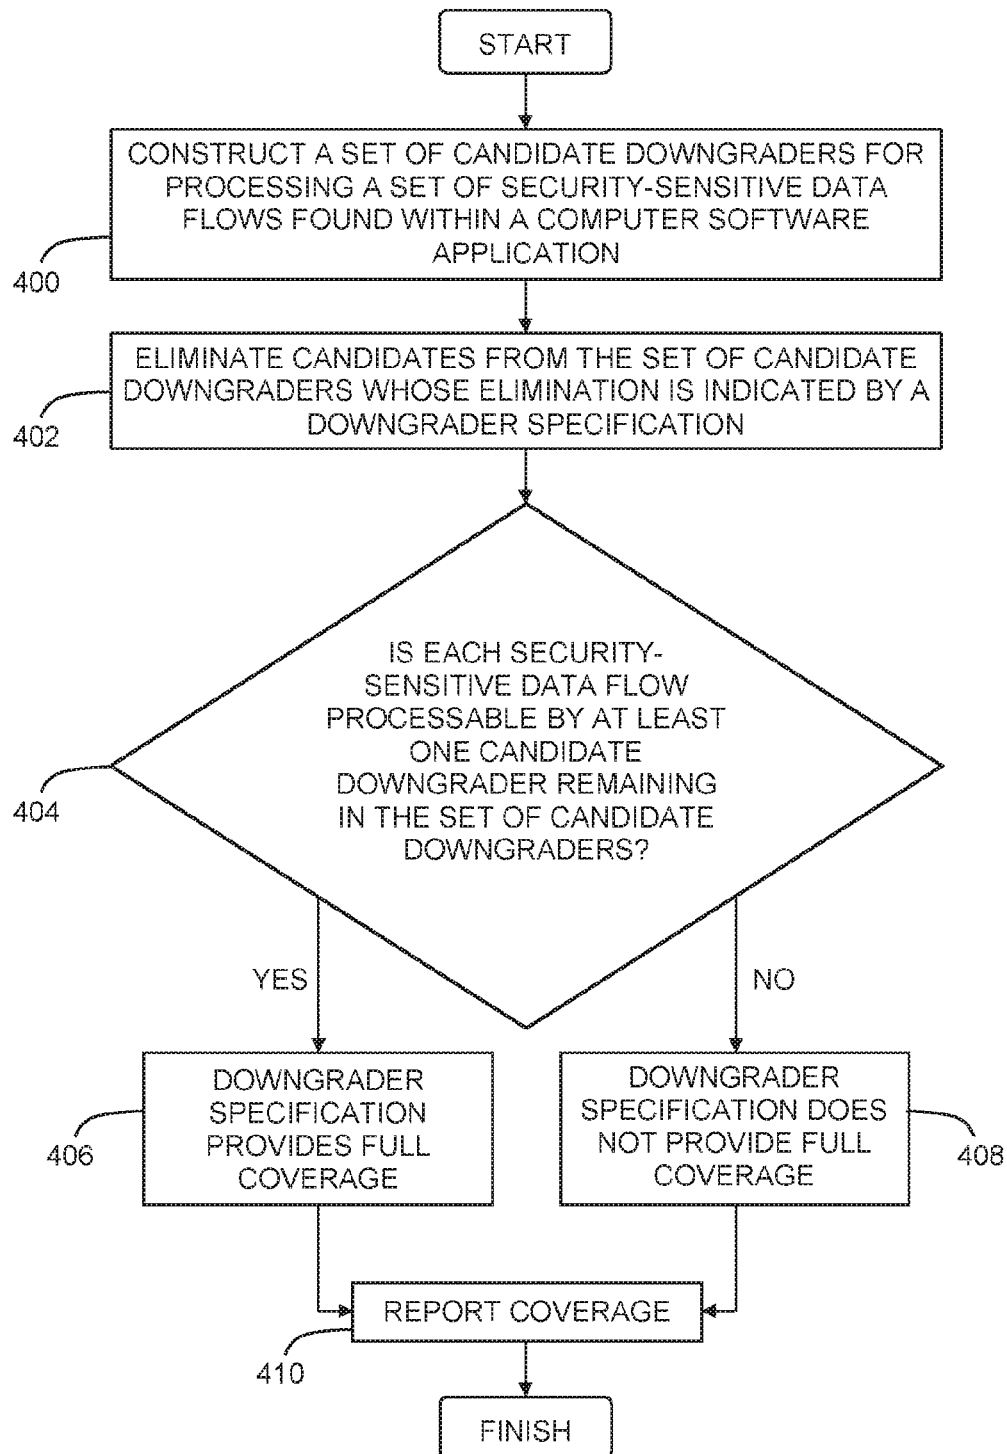 START
CONSTRUCT A SET OF CANDIDATE DOWNGRADERS FOR
PROCESSING A SET OF SECURITY-SENSITIVE DATA
FLOWS FOUND WITHIN A COMPUTER SOFTWARE
APPLICATION
400
ELIMINATE CANDIDATES FROM THE SET OF CANDIDATE
DOWNGRADERS WHOSE ELIMINATION IS INDICATED BY A
DOWNGRADER SPECIFICATION
402
IS EACH SECURITY-
SENSITIVE DATA FLOW
PROCESSABLE BY AT LEAST
ONE CANDIDATE
DOWNGRADER REMAINING
IN THE SET OF CANDIDATE
DOWNGRADERS?
404
YES
NO
DOWNGRADER
SPECIFICATION
PROVIDES FULL
COVERAGE
406
DOWNGRADER
SPECIFICATION DOES
NOT PROVIDE FULL
COVERAGE
408
REPORT COVERAGE
410
FINISH